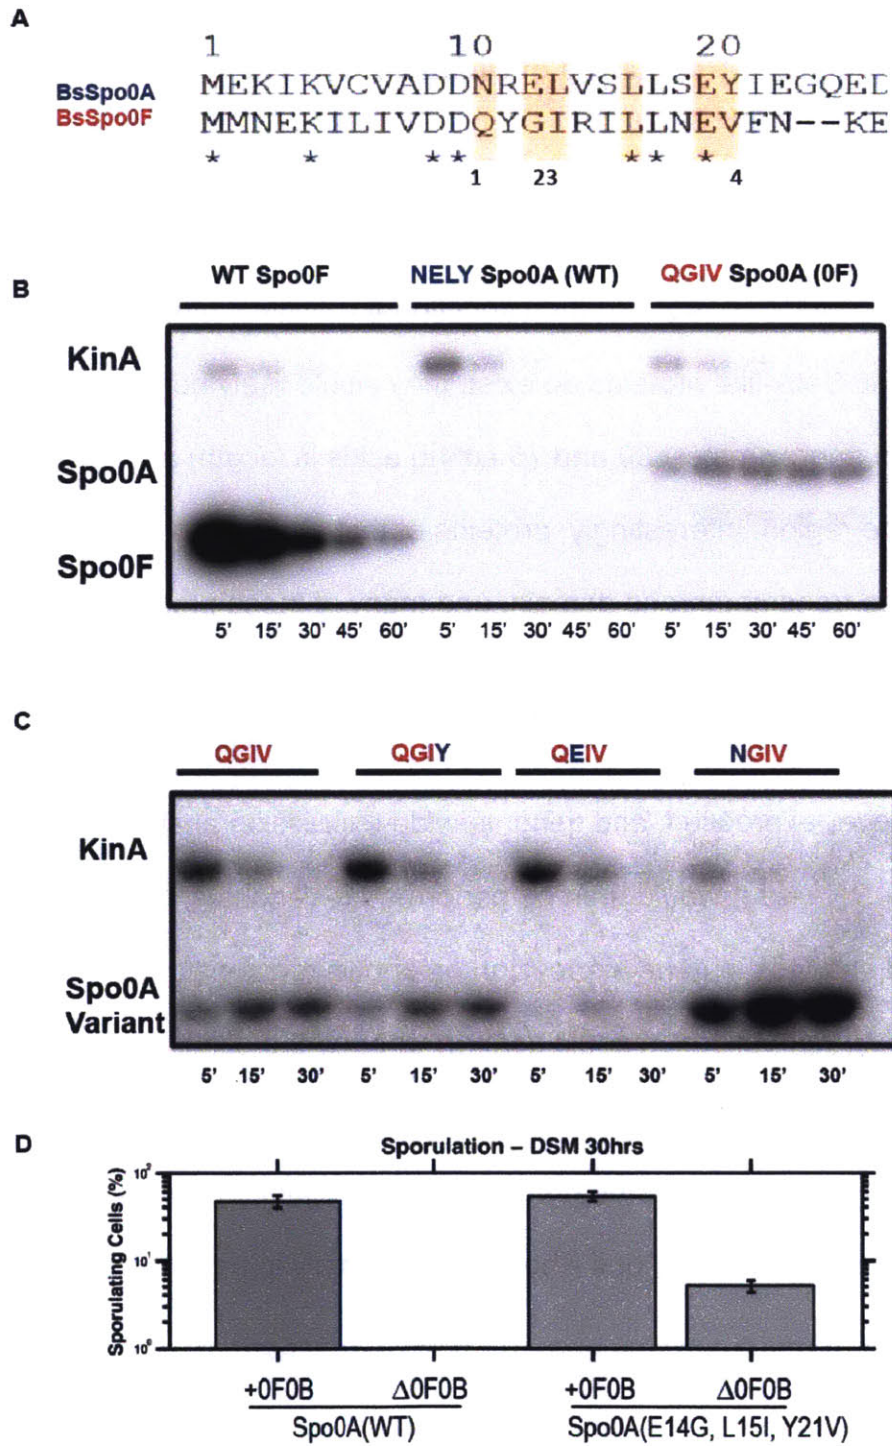 A
1 10 20
BsSpo0A MEKIKVCVADDNRELVSLLSEYIEGQED
BsSpo0F MMNEKILIVDDQYGIRILLNEVFN--KE
* * * * * * *
1 23 4
B
WT Spo0F NELY Spo0A (WT) QGIV Spo0A (0F)
KinA
Spo0A
Spo0F
5' 15' 30' 45' 60' 5' 15' 30' 45' 60' 5' 15' 30' 45' 60'
C
QGIV QGIY QEIV NGIV
KinA
Spo0A
Variant
5' 15' 30' 5' 15' 30' 5' 15' 30' 5' 15' 30'
D
Sporulation – DSM 30hrs
Sporulating Cells (%)
10²
10¹
10⁰
+0F0B Δ0F0B +0F0B Δ0F0B
Spo0A(WT) Spo0A(E14G, L15I, Y21V)